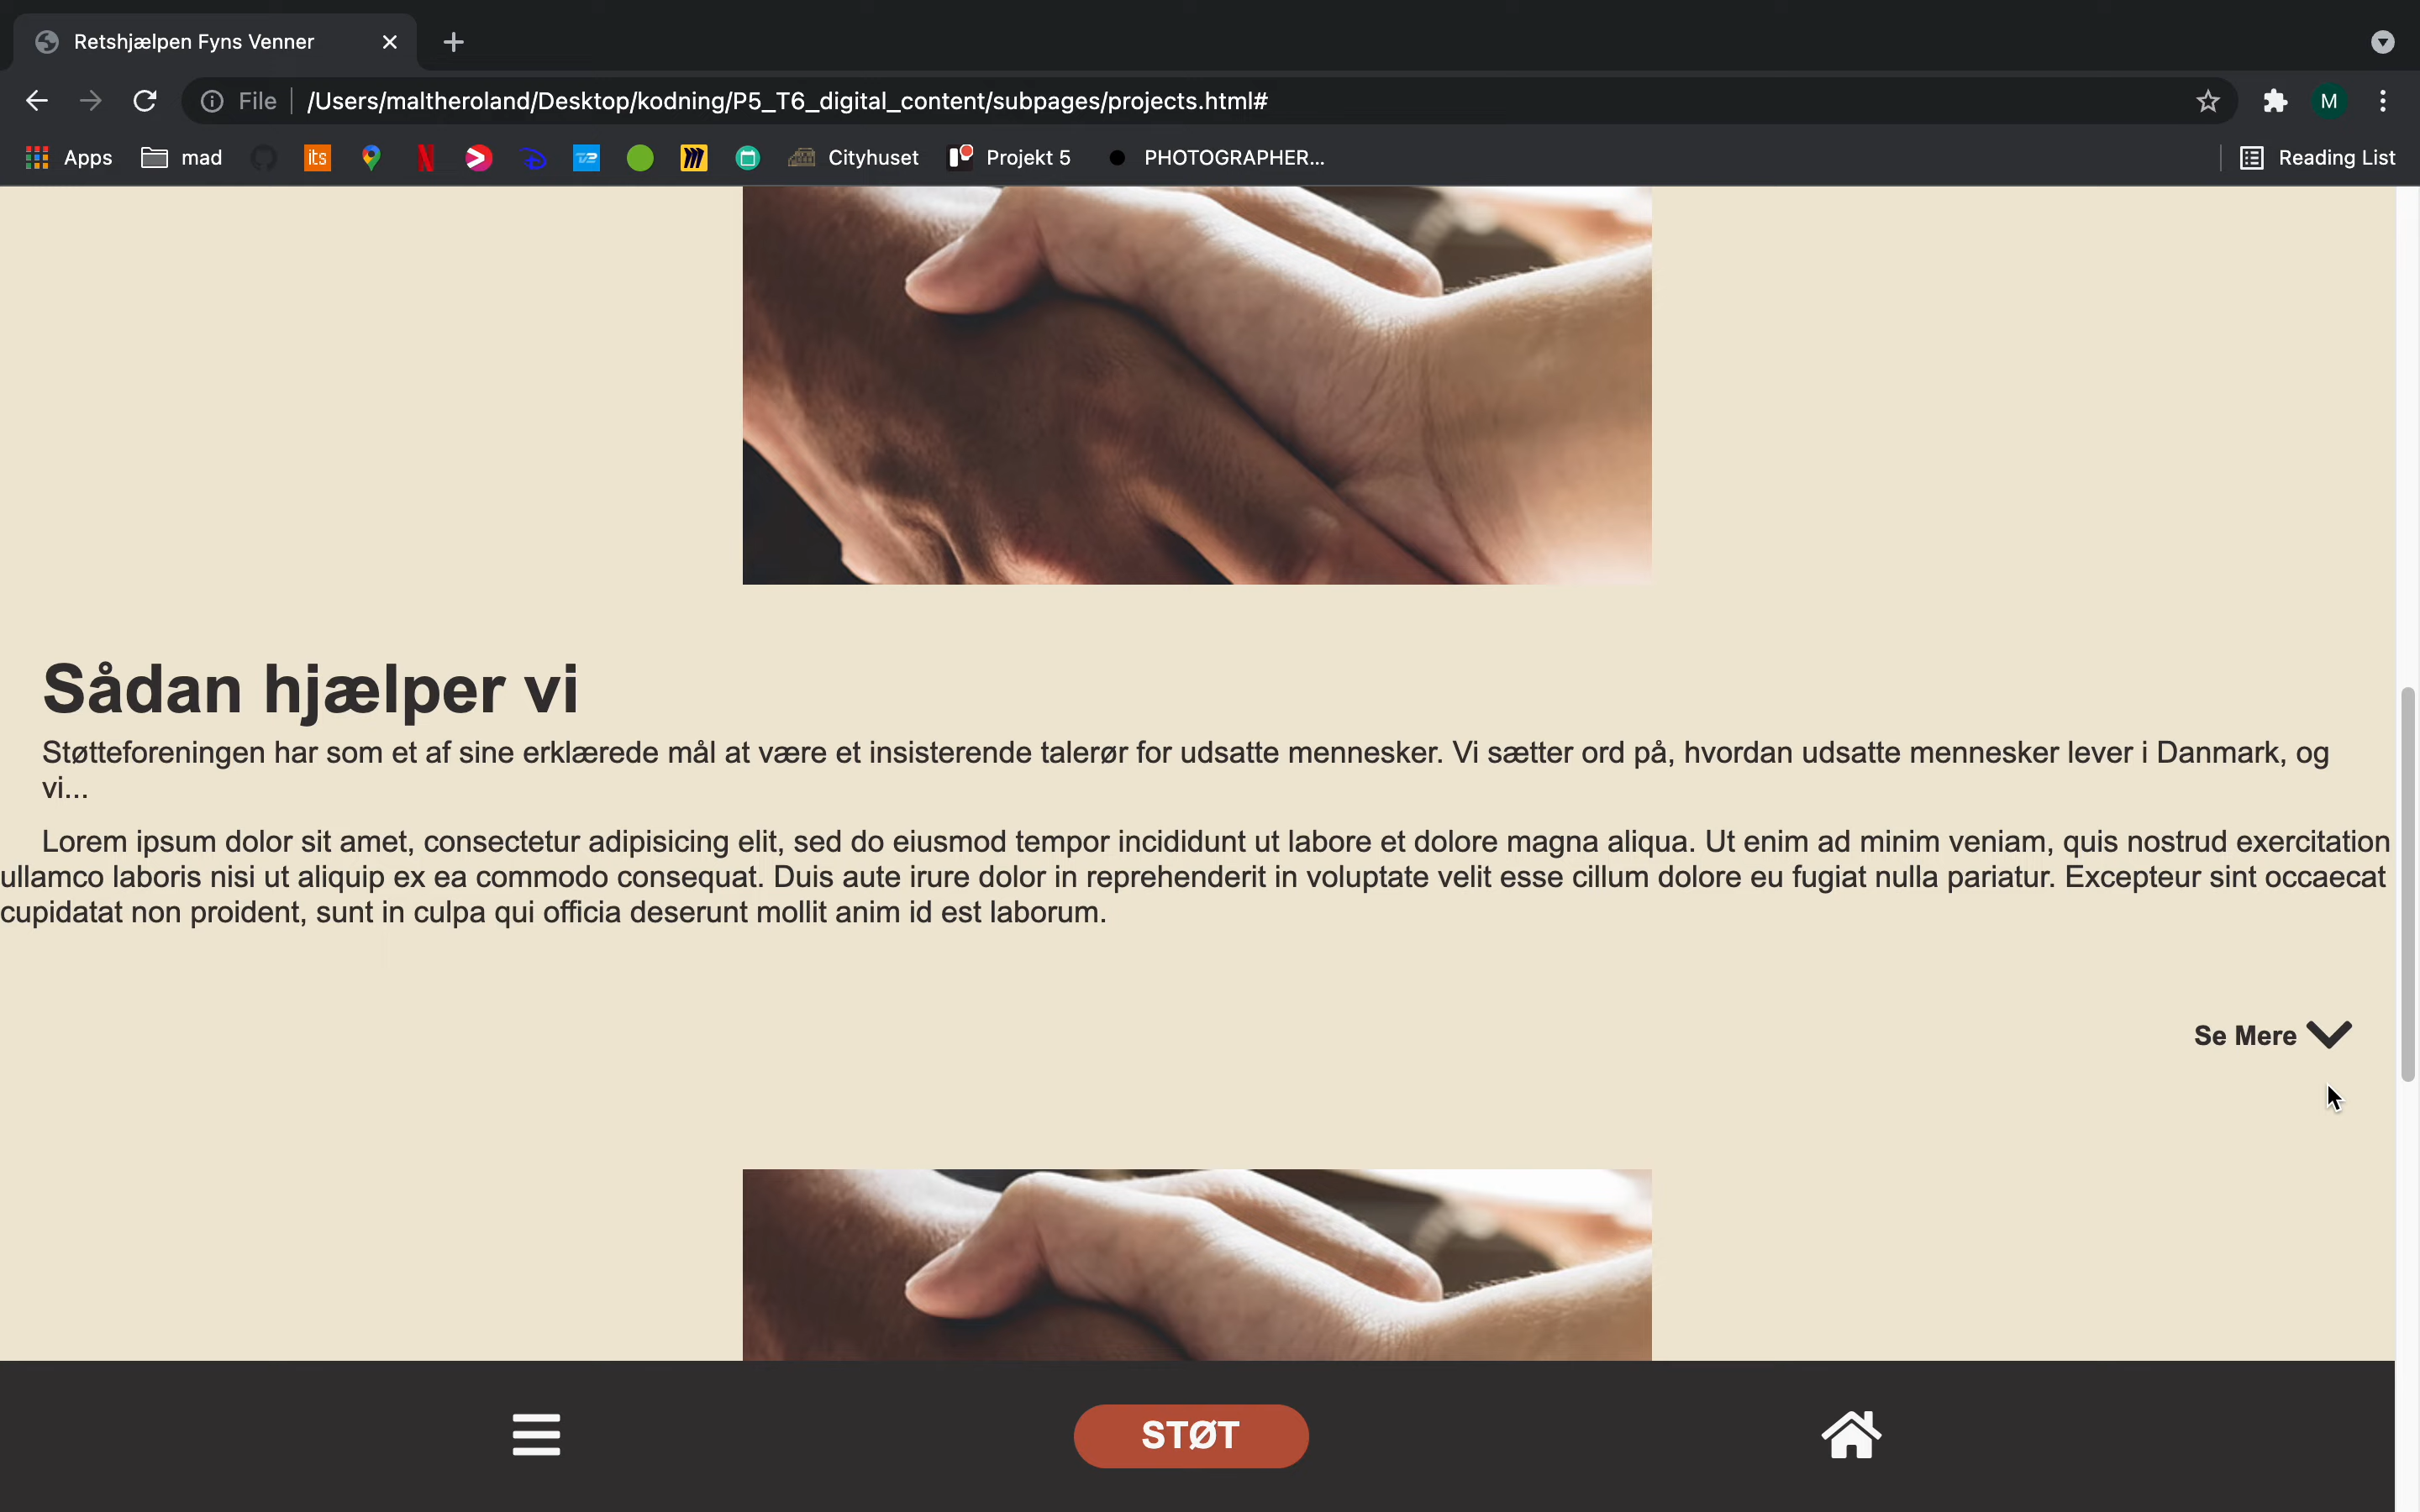 Retshjælpen Fyns Venner
File /Users/maltheroland/Desktop/kodning/P5_T6_digital_content/subpages/projects.html#
M
Apps mad its Cityhuset Projekt 5 PHOTOGRAPHER... Reading List
Sådan hjælper vi
Støtteforeningen har som et af sine erklærede mål at være et insisterende talerør for udsatte mennesker. Vi sætter ord på, hvordan udsatte mennesker lever i Danmark, og
vi...
Lorem ipsum dolor sit amet, consectetur adipisicing elit, sed do eiusmod tempor incididunt ut labore et dolore magna aliqua. Ut enim ad minim veniam, quis nostrud exercitation
ullamco laboris nisi ut aliquip ex ea commodo consequat. Duis aute irure dolor in reprehenderit in voluptate velit esse cillum dolore eu fugiat nulla pariatur. Excepteur sint occaecat
cupidatat non proident, sunt in culpa qui officia deserunt mollit anim id est laborum.
Se Mere
STØT